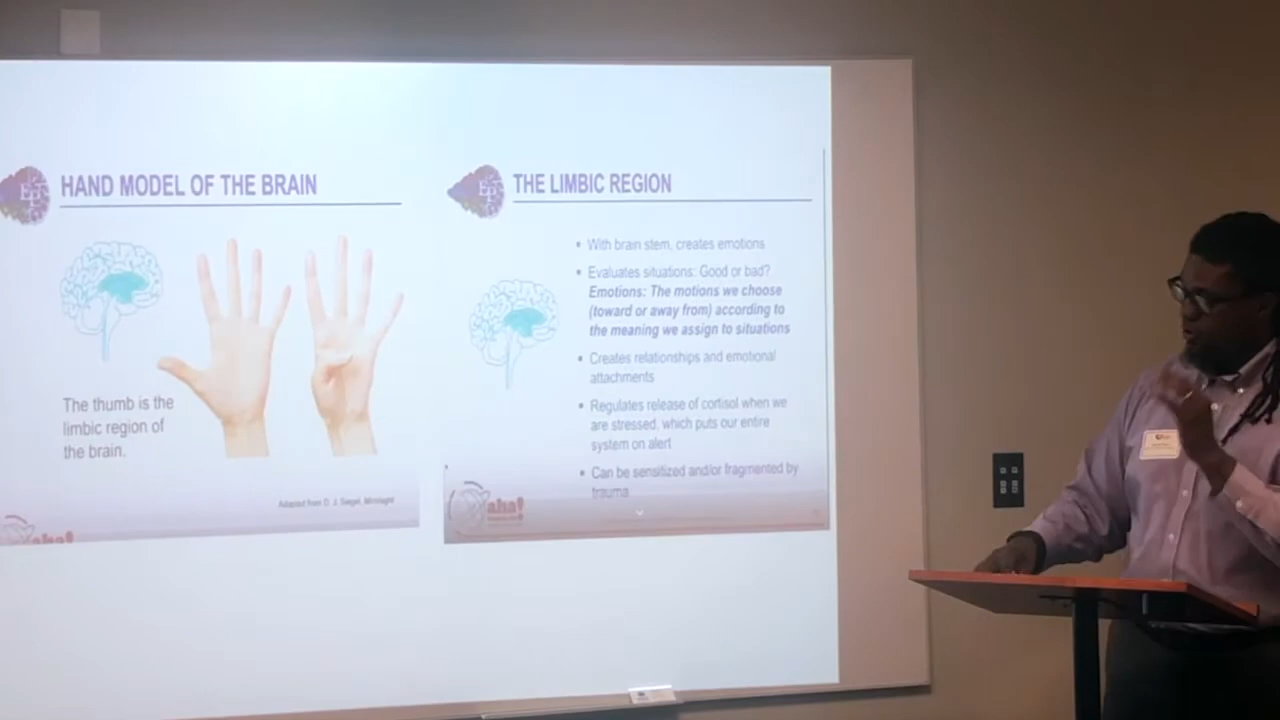 HAND MODEL OF THE BRAIN
The thumb is the
limbic region of
the brain.
Adapted from D. J. Siegel, Mindsight
aha!
THE LIMBIC REGION
• With brain stem, creates emotions
• Evaluates situations: Good or bad?
Emotions: The motions we choose
(toward or away from) according to
the meaning we assign to situations
• Creates relationships and emotional
attachments
• Regulates release of cortisol when we
are stressed, which puts our entire
system on alert
• Can be sensitized and/or fragmented by
trauma
aha!